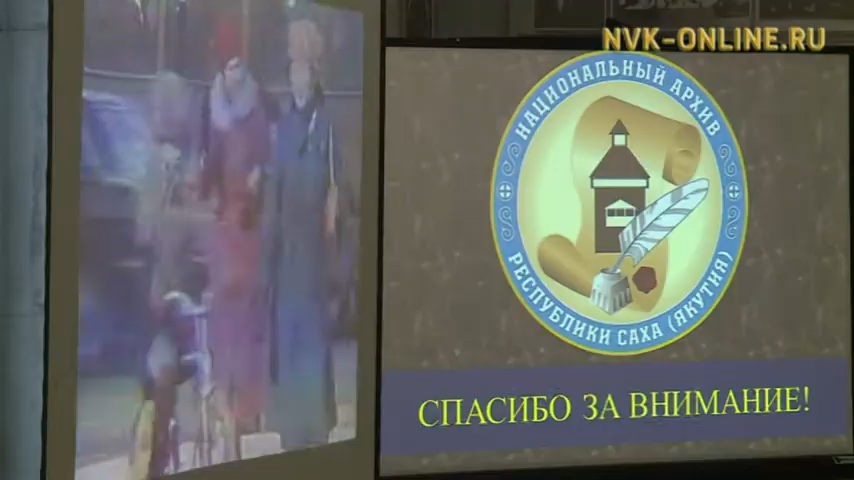 NVK-ONLINE.RU
НАЦИОНАЛЬНЫЙ АРХИВ
РЕСПУБЛИКИ САХА (ЯКУТИЯ)
СПАСИБО ЗА ВНИМАНИЕ!